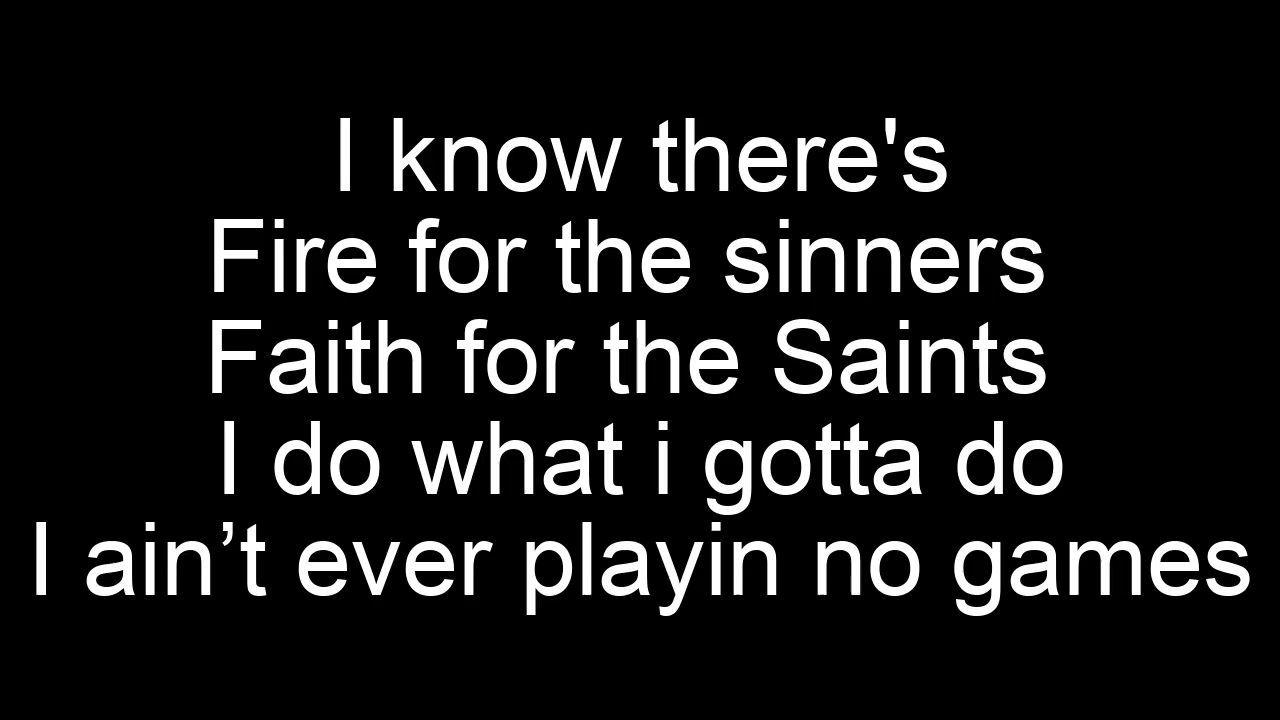 I know there's
Fire for the sinners
Faith for the Saints
I do what i gotta do
I ain’t ever playin no games